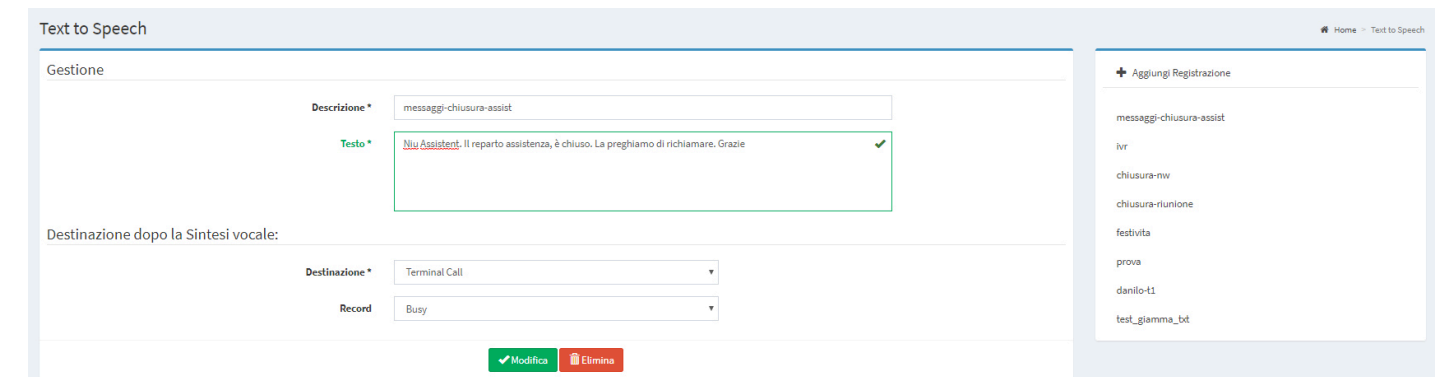 Text to Speech
Home > Text to Speech
Gestione
Descrizione * messaggi-chiusura-assist
Testo * Niu Assistent. Il reparto assistenza, è chiuso. La preghiamo di richiamare. Grazie
Destinazione dopo la Sintesi vocale:
Destinazione * Terminal Call
Record Busy
Modifica Elimina
Aggiungi Registrazione
messaggi-chiusura-assist
ivr
chiusura-nw
chiusura-riunione
festivita
prova
danilo-t1
test_giamma_txt